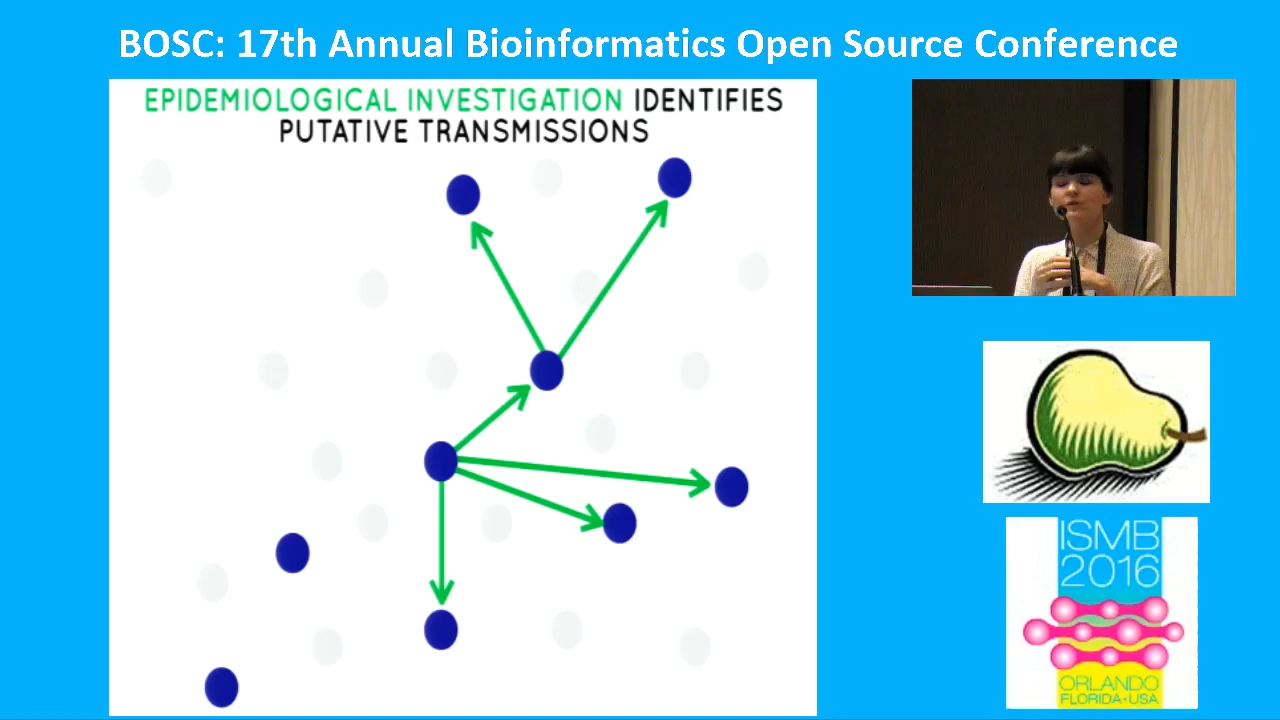 BOSC: 17th Annual Bioinformatics Open Source Conference
EPIDEMIOLOGICAL INVESTIGATION IDENTIFIES
PUTATIVE TRANSMISSIONS
ISMB
2016
ORLANDO
FLORIDA•USA